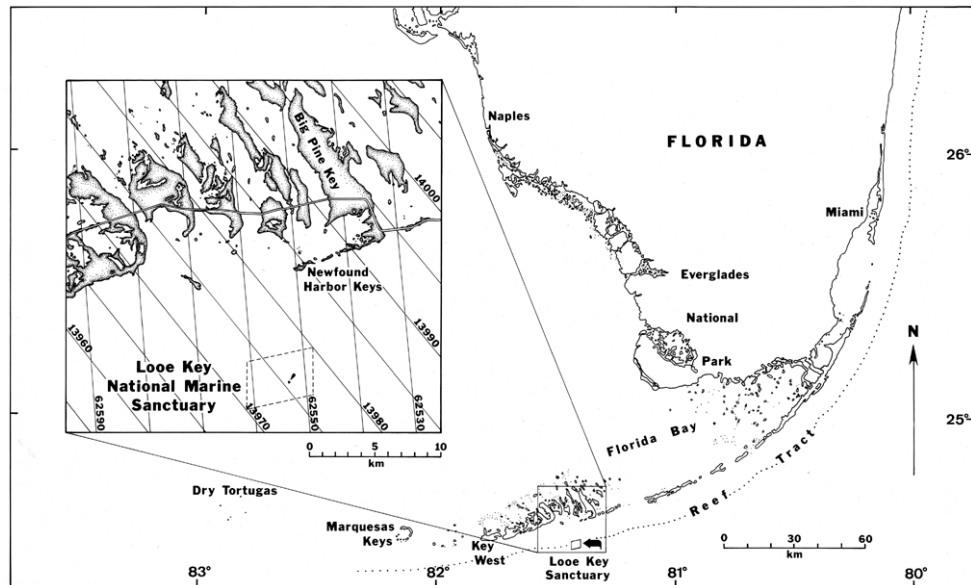 Naples
FLORIDA
26°
Miami
Everglades
National
Park
N
25°
Florida Bay
Reef Tract
Dry Tortugas
Marquesas
Keys
Key
West
Looe Key
Sanctuary
0 20 40 60
km
83°
82°
81°
80°
Big Pine Key
14000
Newfound
Harbor Keys
13990
13960
Looe Key
National Marine
Sanctuary
62590
13970
62550
13980
62530
0 5 10
km